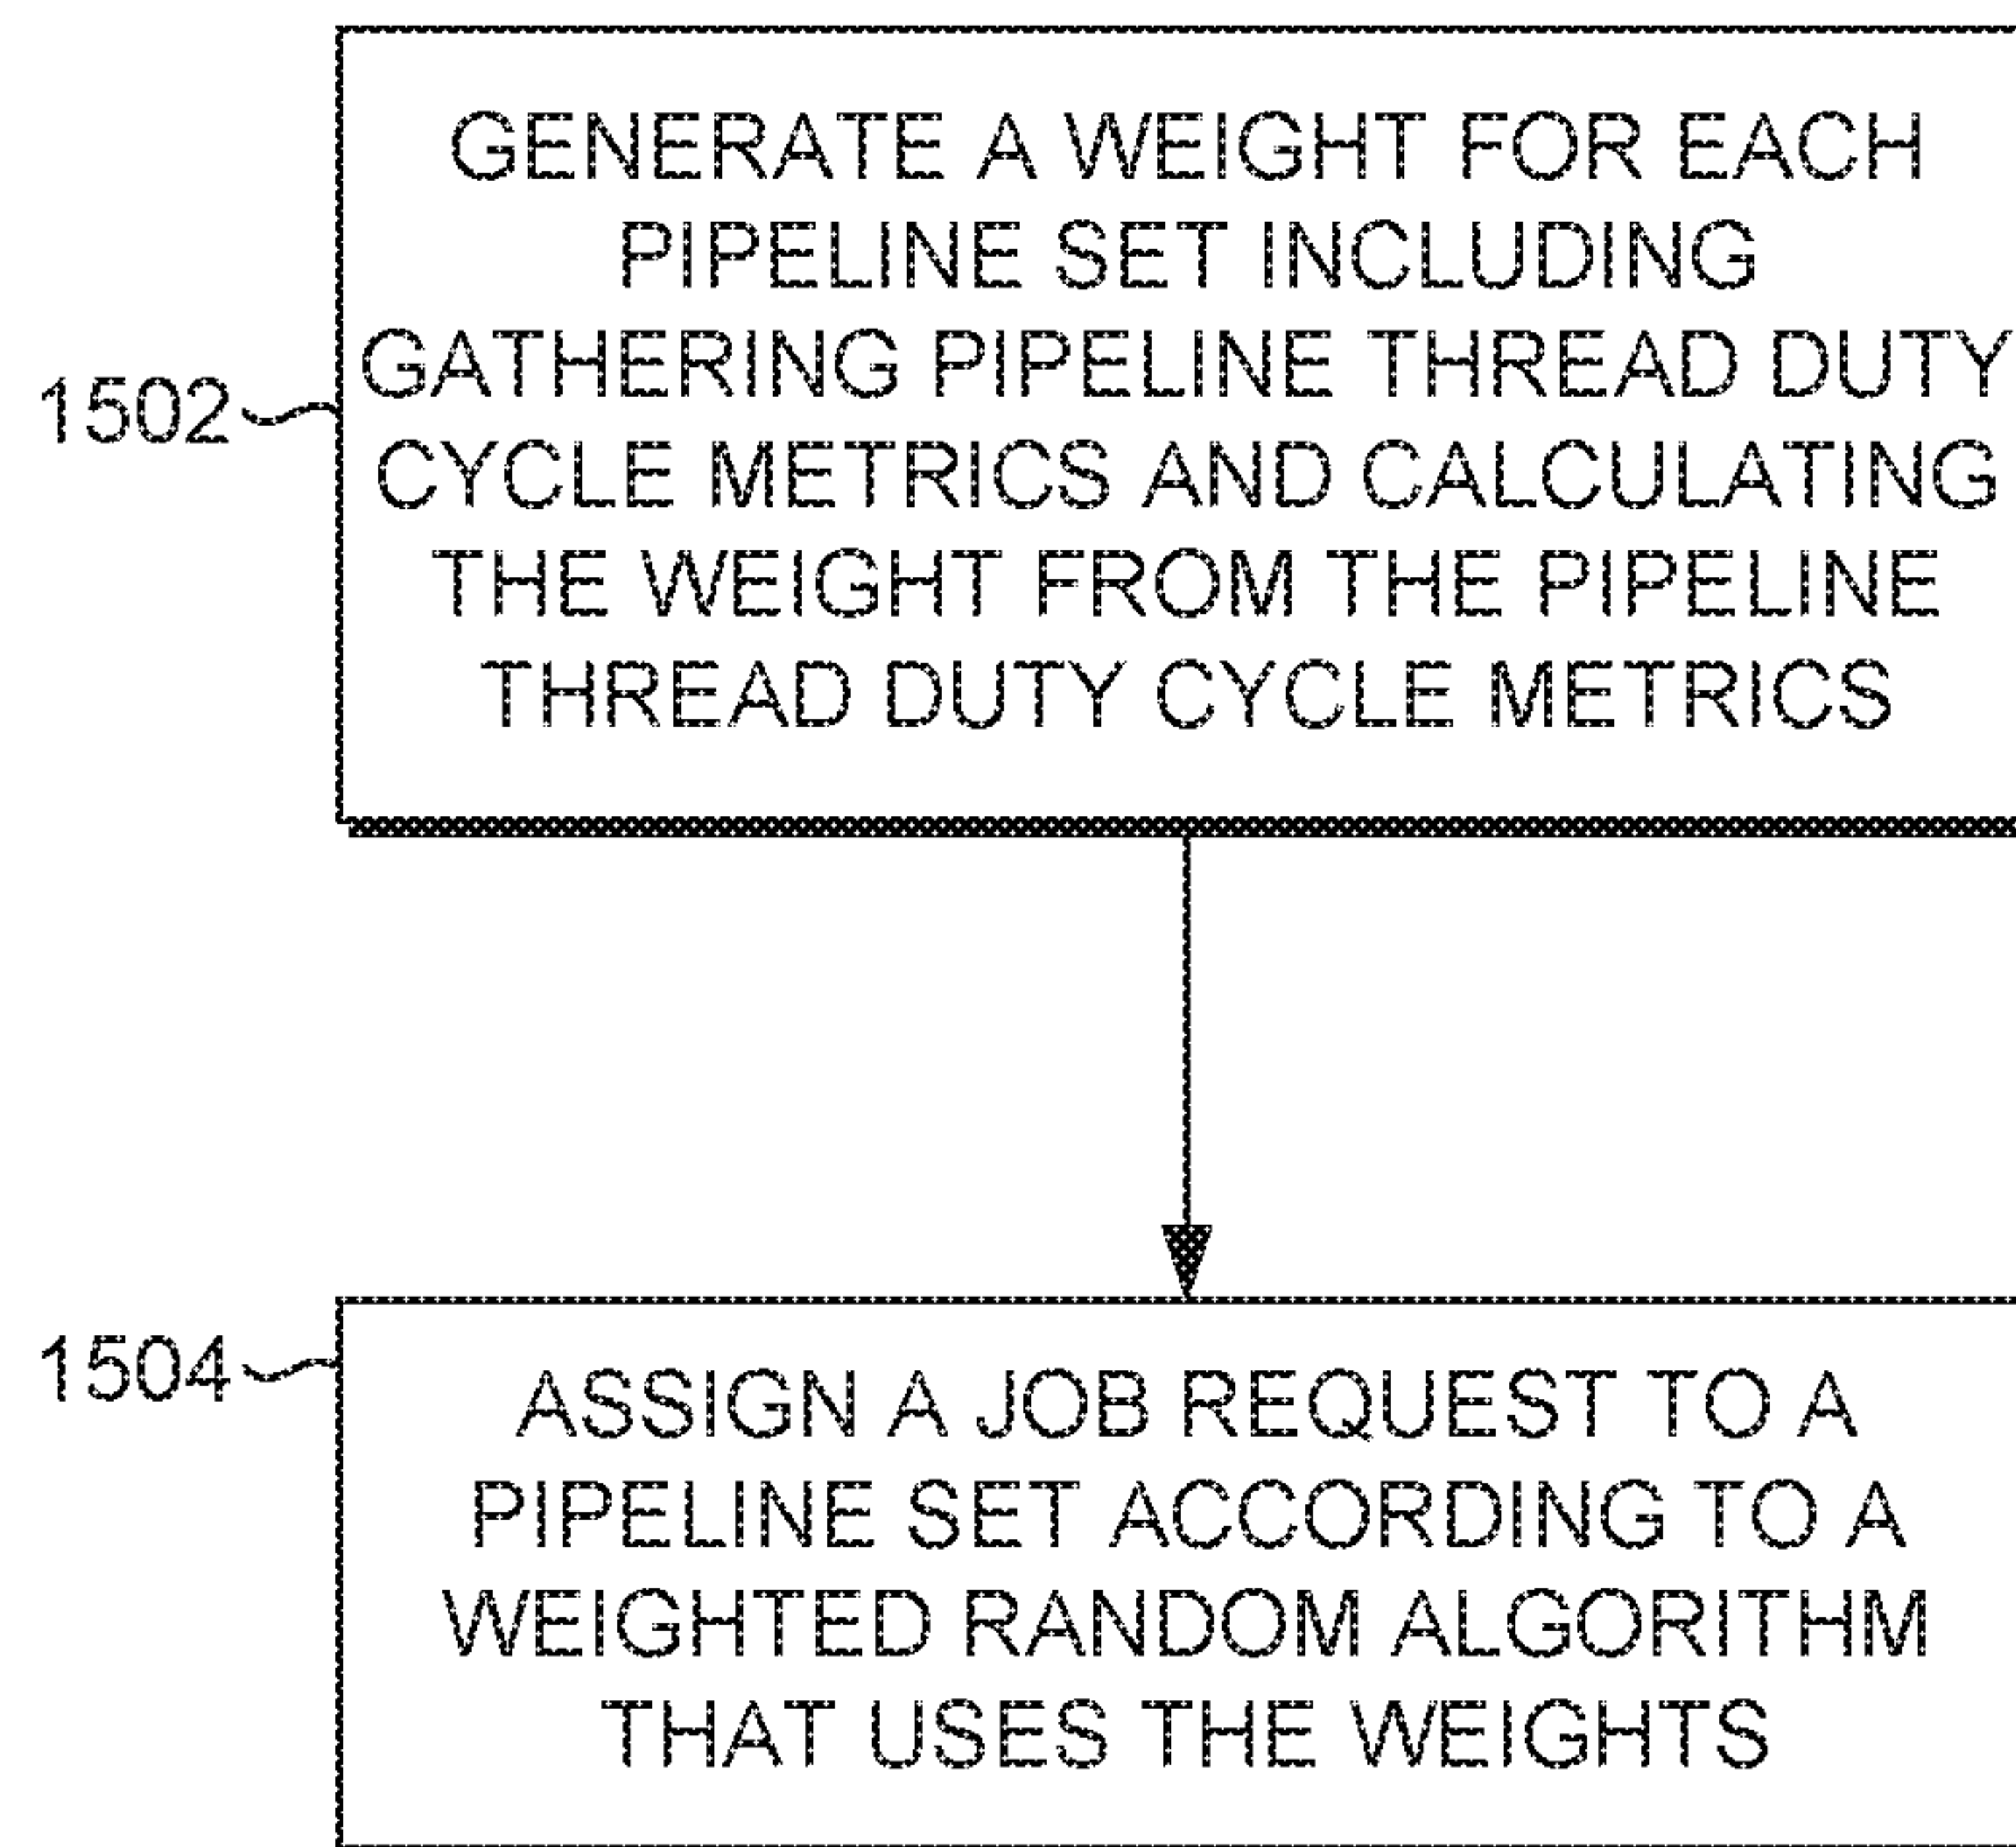 GENERATE A WEIGHT FOR EACH
PIPELINE SET INCLUDING
GATHERING PIPELINE THREAD DUTY
1502
CYCLE METRICS AND CALCULATING
THE WEIGHT FROM THE PIPELINE
THREAD DUTY CYCLE METRICS
1504
ASSIGN A JOB REQUEST TO A
PIPELINE SET ACCORDING TO A
WEIGHTED RANDOM ALGORITHM
THAT USES THE WEIGHTS